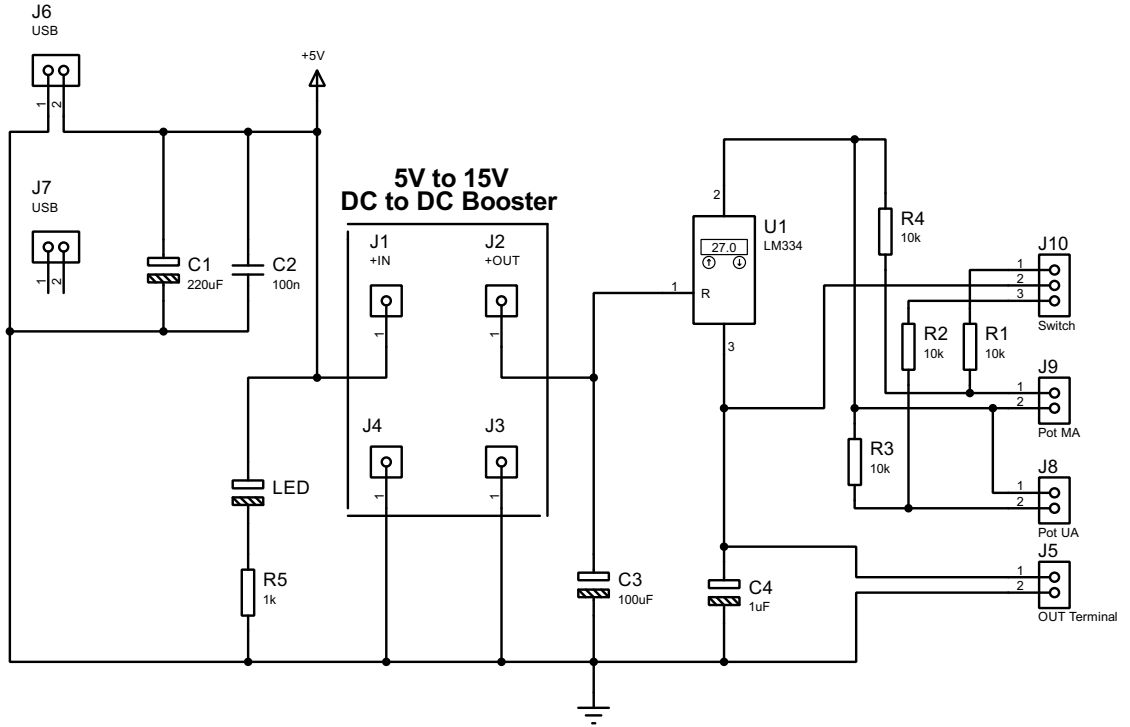 J6
USB
1
2
+5V
J7
USB
1
2
C1
220uF
C2
100n
5V to 15V
DC to DC Booster
J1
+IN
1
J2
+OUT
1
J4
1
J3
1
LED
R5
1k
C3
100uF
2
U1
LM334
27.0
1
R
3
C4
1uF
R4
10k
R2
10k
R1
10k
R3
10k
J10
1
2
3
Switch
J9
1
2
Pot MA
J8
1
2
Pot UA
J5
1
2
OUT Terminal